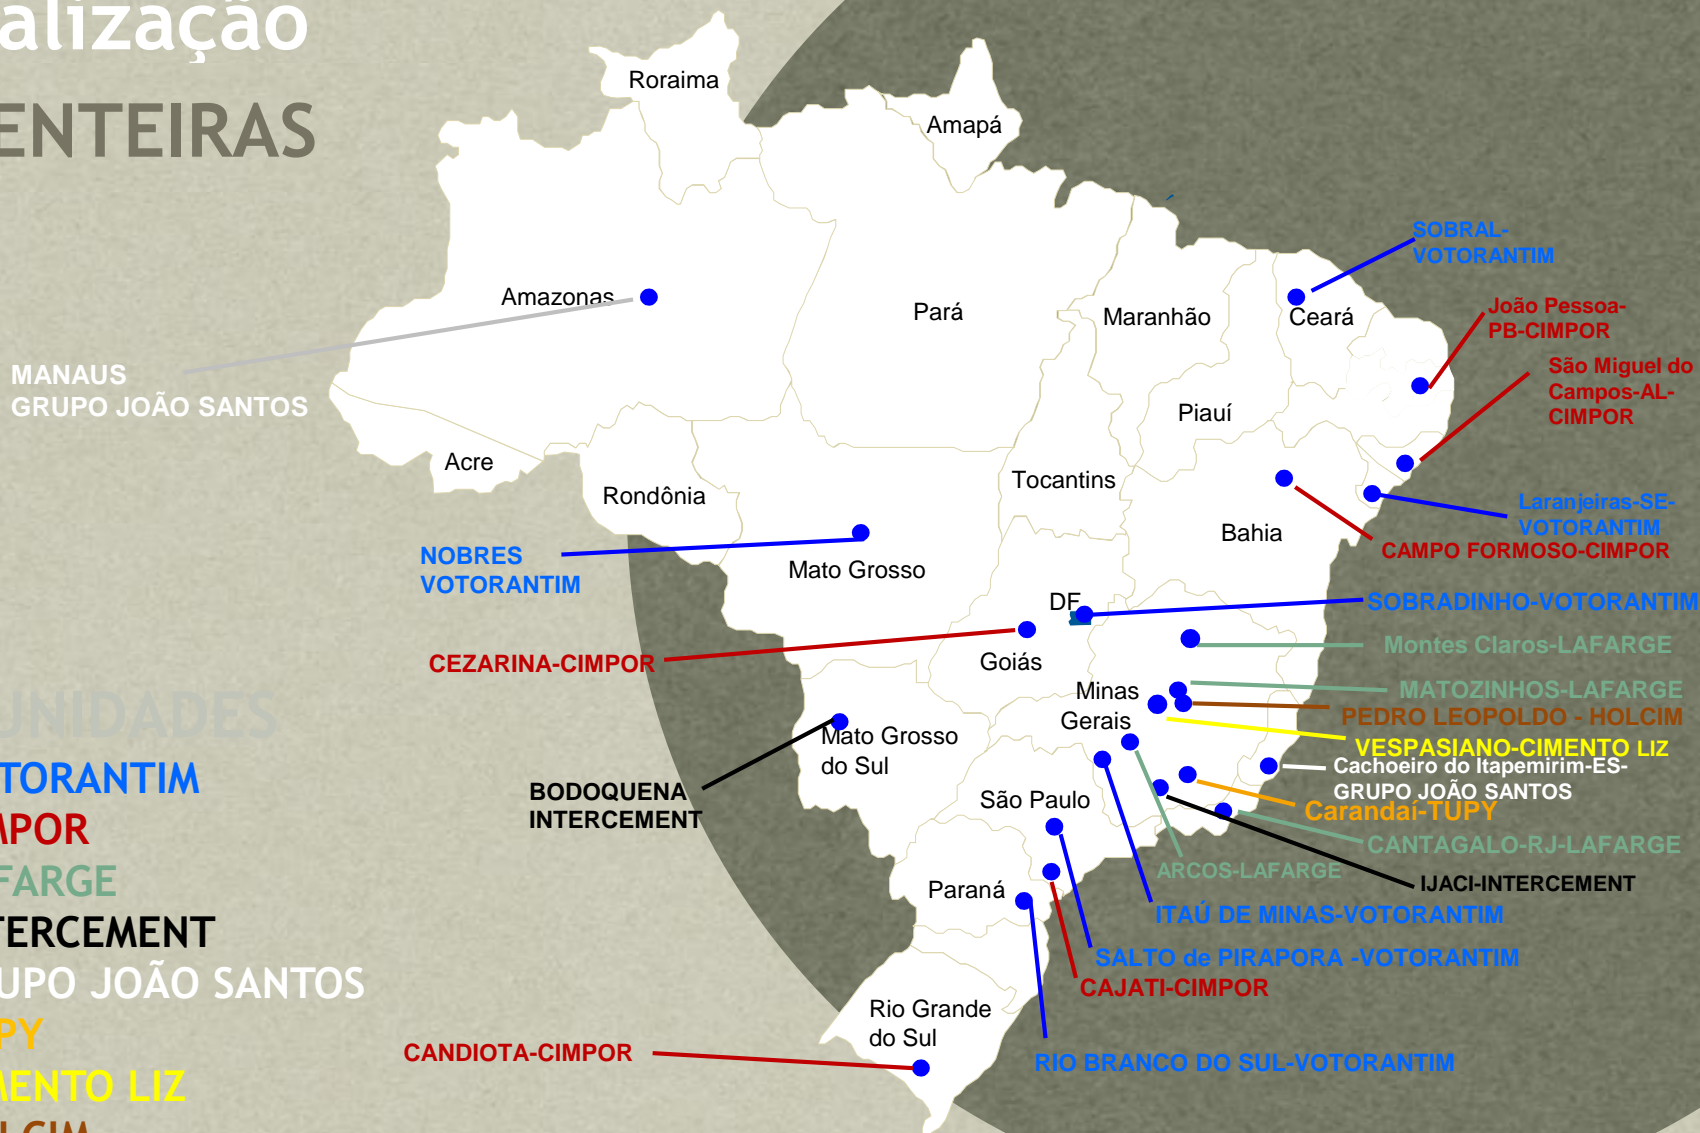 alização
ENTEIRAS
Roraima
Amapá
Amazonas
Pará
Maranhão
Ceará
Piauí
Acre
Rondônia
Tocantins
Bahia
Mato Grosso
DF
Goiás
Minas
Gerais
Mato Grosso
do Sul
São Paulo
Paraná
Rio Grande
do Sul
SOBRAL-
VOTORANTIM
João Pessoa-
PB-CIMPOR
São Miguel do
Campos-AL-
CIMPOR
Laranjeiras-SE-
VOTORANTIM
CAMPO FORMOSO-CIMPOR
SOBRADINHO-VOTORANTIM
Montes Claros-LAFARGE
MATOZINHOS-LAFARGE
PEDRO LEOPOLDO - HOLCIM
VESPASIANO-CIMENTO LIZ
Cachoeiro do Itapemirim-ES-
GRUPO JOÃO SANTOS
Carandaí-TUPY
CANTAGALO-RJ-LAFARGE
ARCOS-LAFARGE
IJACI-INTERCEMENT
ITAÚ DE MINAS-VOTORANTIM
SALTO de PIRAPORA -VOTORANTIM
CAJATI-CIMPOR
RIO BRANCO DO SUL-VOTORANTIM
MANAUS
GRUPO JOÃO SANTOS
NOBRES
VOTORANTIM
CEZARINA-CIMPOR
BODOQUENA
INTERCEMENT
CANDIOTA-CIMPOR
UNIDADES
TORANTIM
MPOR
FARGE
TERCEMENT
UPO JOÃO SANTOS
PY
MENTO LIZ
LCIM